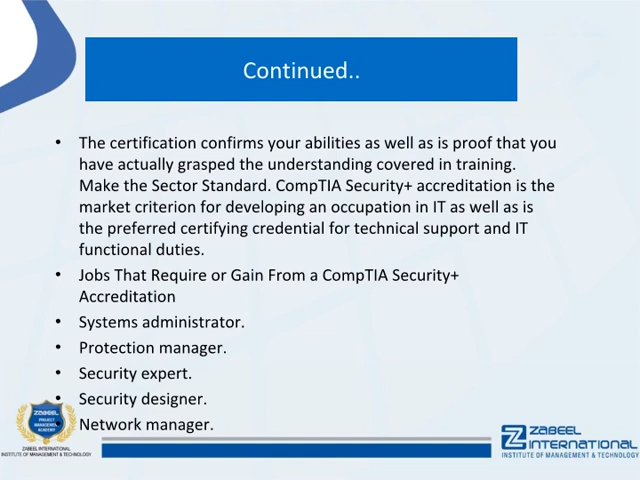 Continued..
• The certification confirms your abilities as well as is proof that you
have actually grasped the understanding covered in training.
Make the Sector Standard. CompTIA Security+ accreditation is the
market criterion for developing an occupation in IT as well as is
the preferred certifying credential for technical support and IT
functional duties.
• Jobs That Require or Gain From a CompTIA Security+
Accreditation
• Systems administrator.
• Protection manager.
• Security expert.
• Security designer.
• Network manager.
ZABEEL
PROJECT
MANAGEMENT
ACADEMY
ZABEEL INTERNATIONAL
INSTITUTE OF MANAGEMENT & TECHNOLOGY
ZABEEL
INTERNATIONAL
INSTITUTE OF MANAGEMENT & TECHNOLOGY